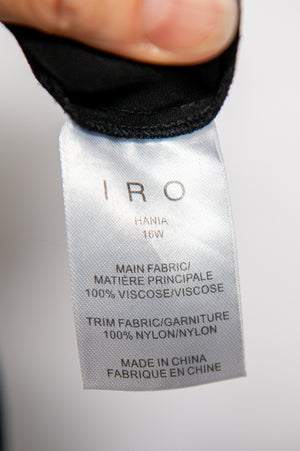 IRO
HANIA
16W
MAIN FABRIC/
MATIÈRE PRINCIPALE
100% VISCOSE/VISCOSE
TRIM FABRIC/GARNITURE
100% NYLON/NYLON
MADE IN CHINA
FABRIQUE EN CHINE